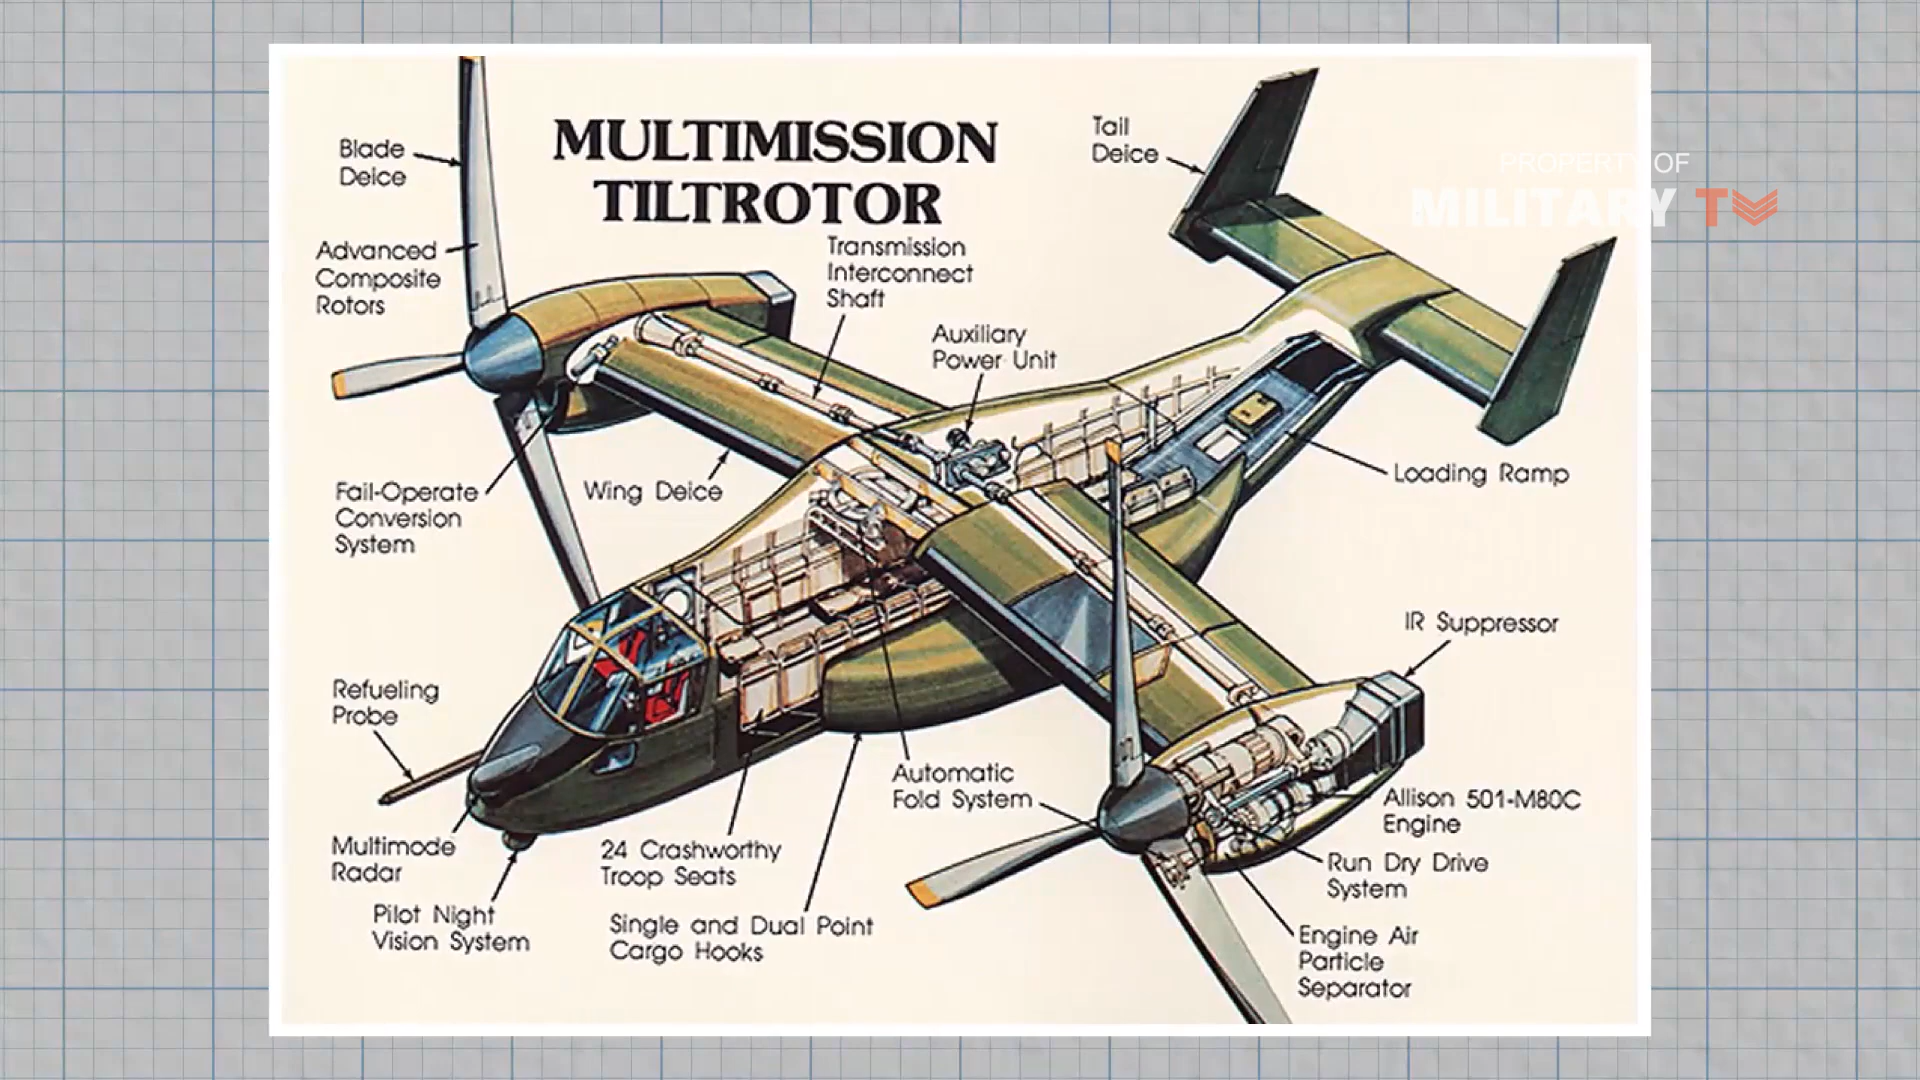 MULTIMISSION
TILTROTOR
Blade
Deice
Tail
Deice
PROPERTY OF
MILITARY TV
Advanced
Composite
Rotors
Transmission
Interconnect
Shaft
Auxiliary
Power Unit
Fail-Operate
Conversion
System
Wing Deice
Loading Ramp
IR Suppressor
Refueling
Probe
Automatic
Fold System
Allison 501-M80C
Engine
Multimode
Radar
24 Crashworthy
Troop Seats
Run Dry Drive
System
Pilot Night
Vision System
Single and Dual Point
Cargo Hooks
Engine Air
Particle
Separator